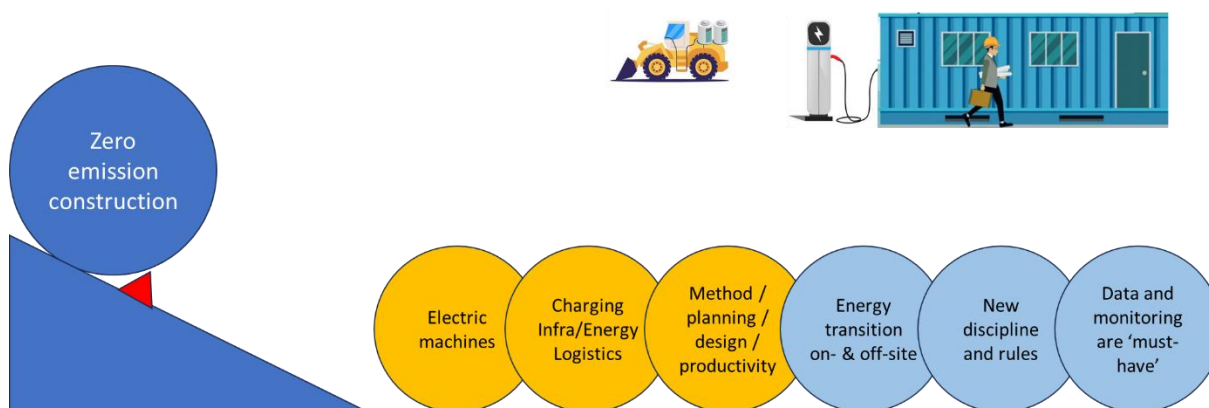 Zero
emission
construction
Electric
machines
Charging
Infra/Energy
Logistics
Method /
planning /
design /
productivity
Energy
transition
on- & off-site
New
discipline
and rules
Data and
monitoring
are ‘must-
have’